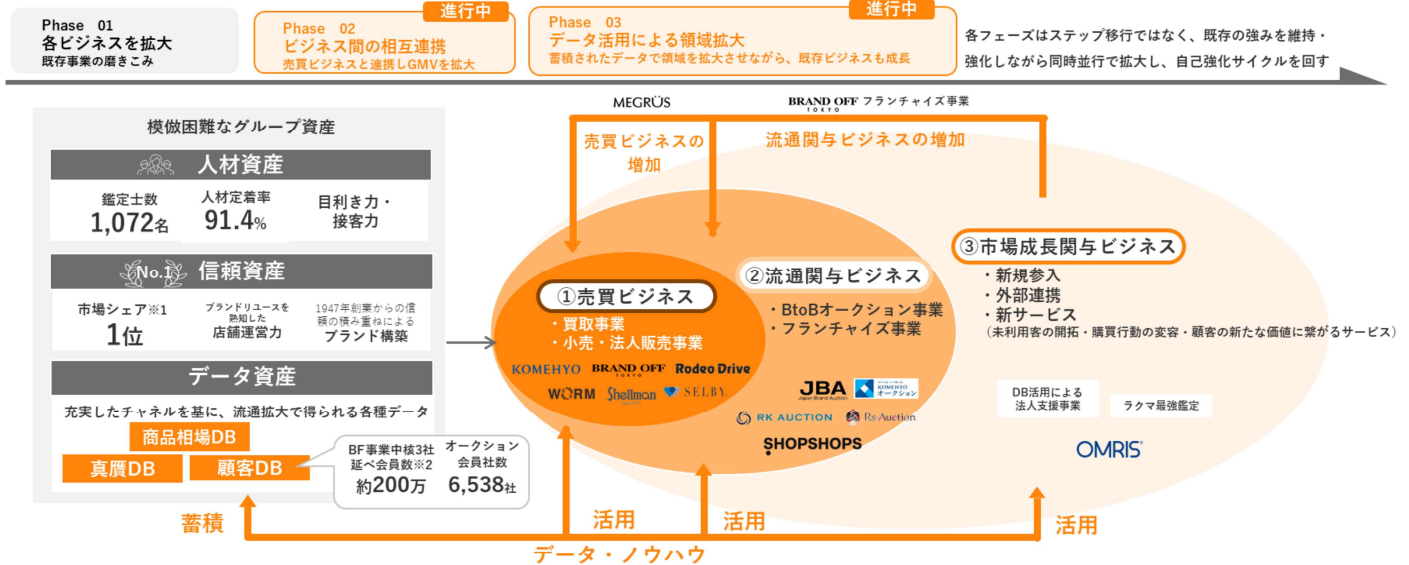 Phase 01
各ビジネスを拡大
既存事業の磨きこみ
進行中
Phase 02
ビジネス間の相互連携
売買ビジネスと連携しGMVを拡大
進行中
Phase 03
データ活用による領域拡大
蓄積されたデータで領域を拡大させながら、既存ビジネスも成長
各フェーズはステップ移行ではなく、既存の強みを維持・
強化しながら同時並行で拡大し、自己強化サイクルを回す
模倣困難なグループ資産
人材資産
鑑定士数
1,072名
人材定着率
91.4%
目利き力・
接客力
No.1
信頼資産
市場シェア※1
1位
ブランドリユースを
熟知した
店舗運営力
1947年創業からの信
頼の積み重ねによる
ブランド構築
データ資産
充実したチャネルを基に、流通拡大で得られる各種データ
商品相場DB
真贋DB
顧客DB
BF事業中核3社
延べ会員数※2
約200万
オークション
会員社数
6,538社
MEGRÜS
BRAND OFF フランチャイズ事業
TOKYO
売買ビジネスの
増加
流通関与ビジネスの増加
①売買ビジネス
・買取事業
・小売・法人販売事業
KOMEHYO
BRAND OFF
TOKYO
Rodeo Drive
WORM
Shellman
SELBY
②流通関与ビジネス
・BtoBオークション事業
・フランチャイズ事業
JBA
Japan Brand Auction
KOMEHYO
オークション
RK AUCTION
Rs-Auction
SHOPSHOPS
③市場成長関与ビジネス
・新規参入
・外部連携
・新サービス
（未利用客の開拓・購買行動の変容・顧客の新たな価値に繋がるサービス）
DB活用による
法人支援事業
ラクマ最強鑑定
OMRIS
蓄積
活用
活用
活用
データ・ノウハウ